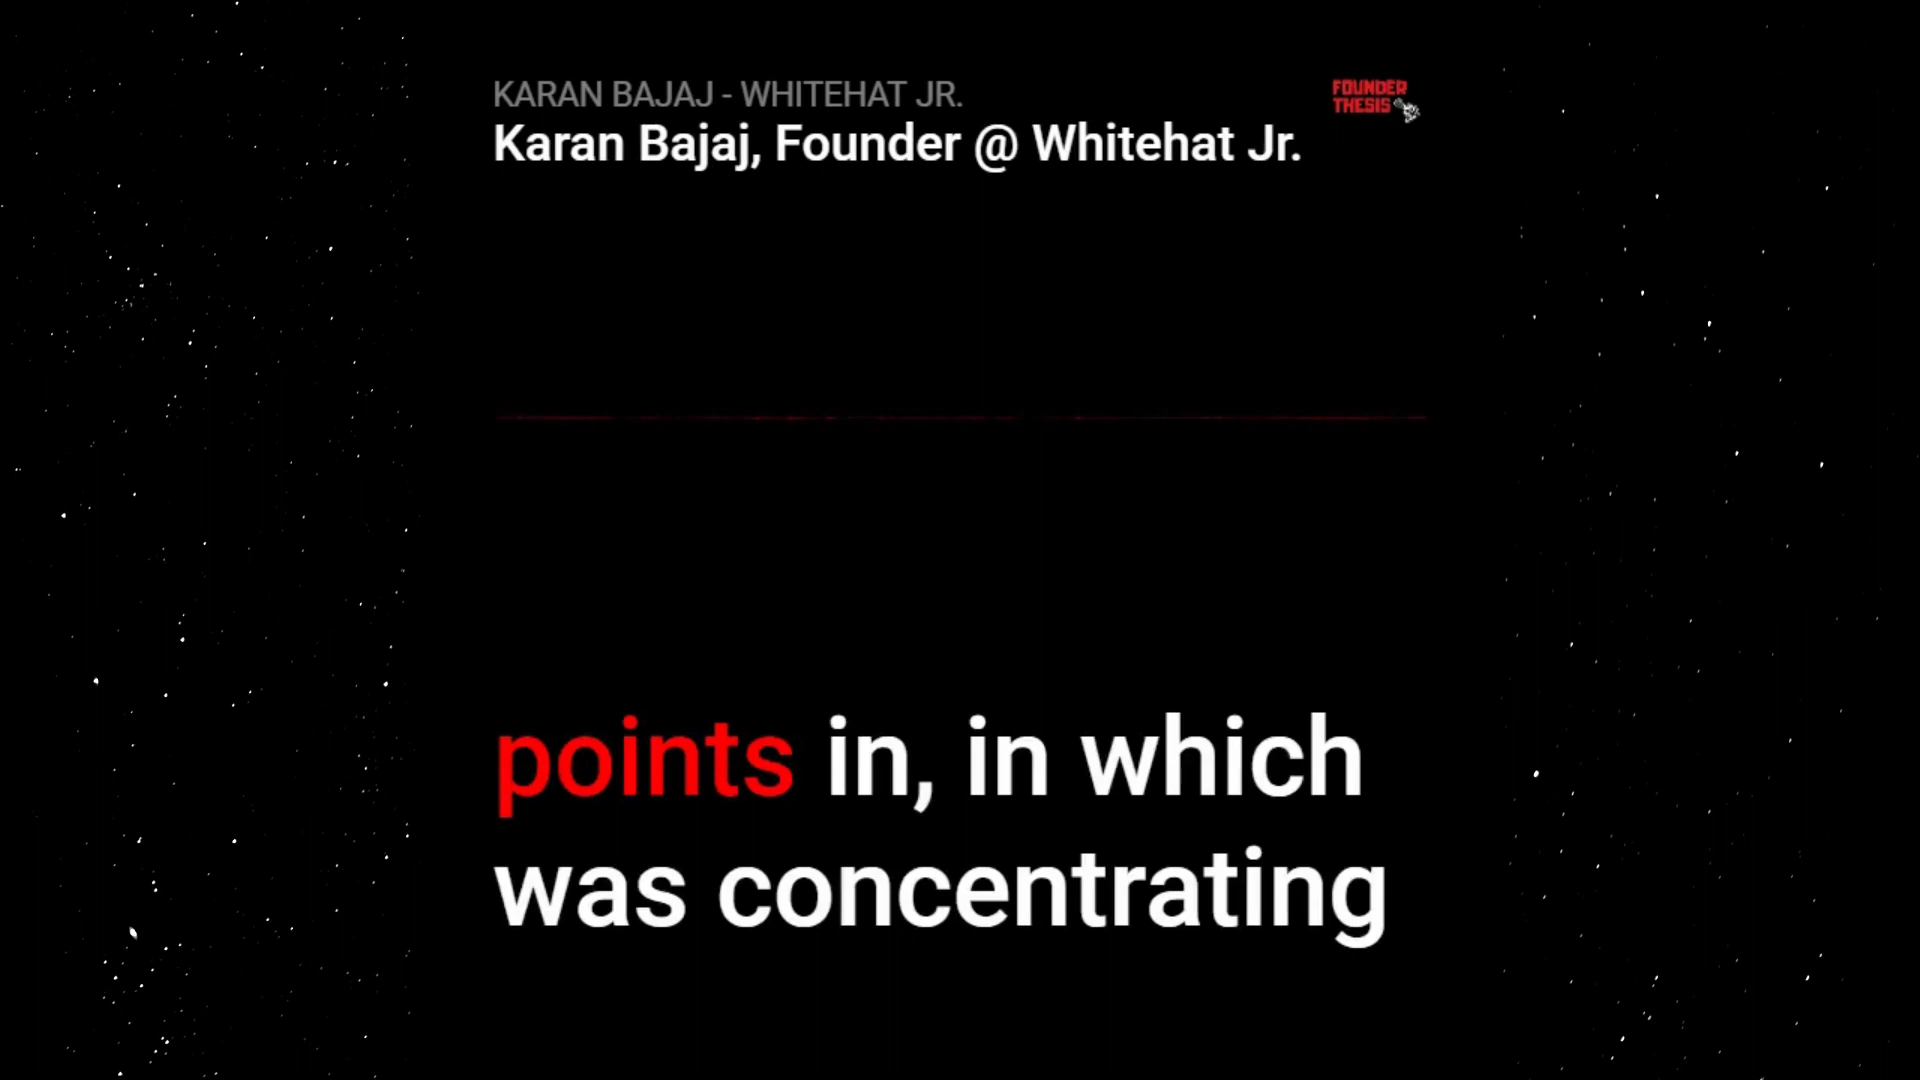 KARAN BAJAJ - WHITEHAT JR.
Karan Bajaj, Founder @ Whitehat Jr.
FOUNDER
THESIS
points in, in which
was concentrating